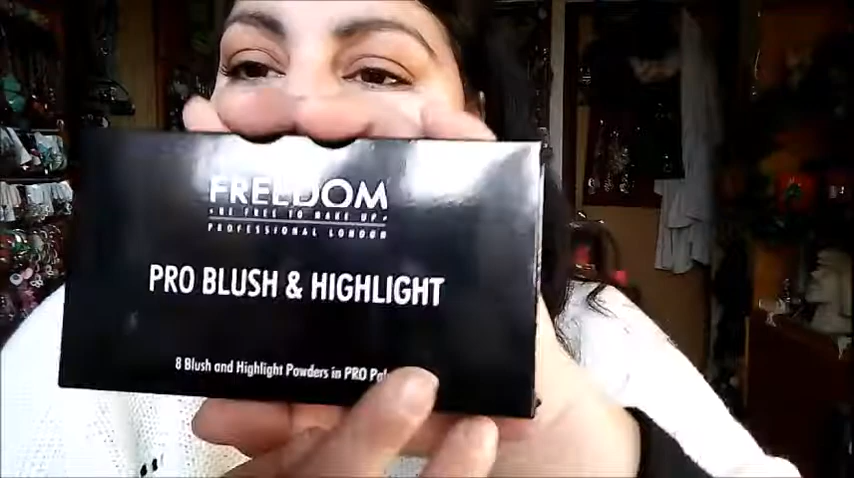 FREEDOM
• BE FREE TO MAKE UP •
PROFESSIONAL LONDON
PRO BLUSH & HIGHLIGHT
8 Blush and Highlight Powders in PRO